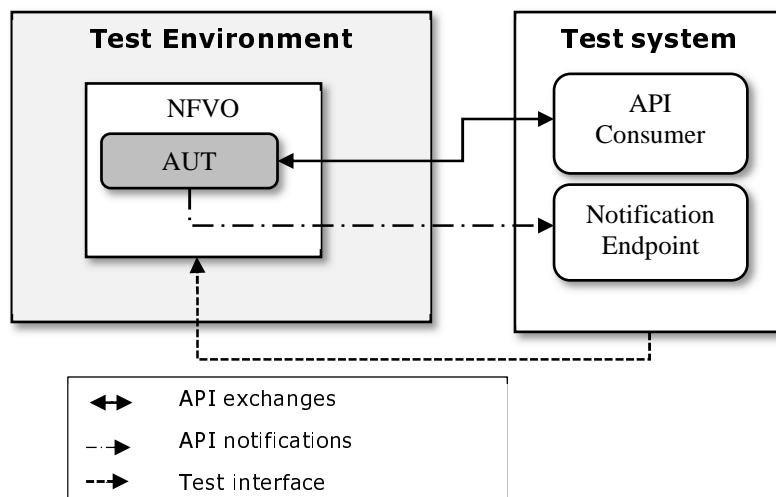 Test Environment
NFVO
AUT
Test system
API
Consumer
Notification
Endpoint
API exchanges
API notifications
Test interface